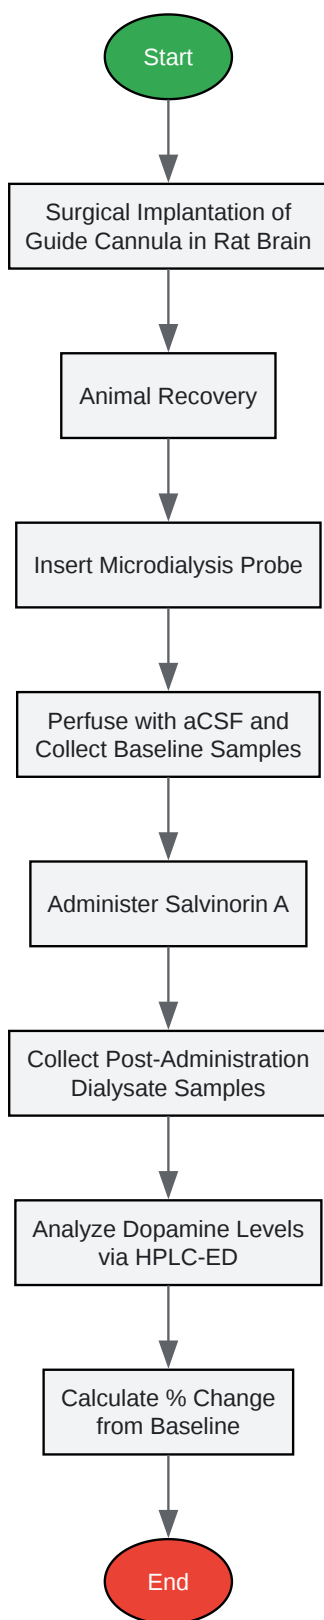 Start
Surgical Implantation of
Guide Cannula in Rat Brain
Animal Recovery
Insert Microdialysis Probe
Perfuse with aCSF and
Collect Baseline Samples
Administer Salvinorin A
Collect Post-Administration
Dialysate Samples
Analyze Dopamine Levels
via HPLC-ED
Calculate % Change
from Baseline
End